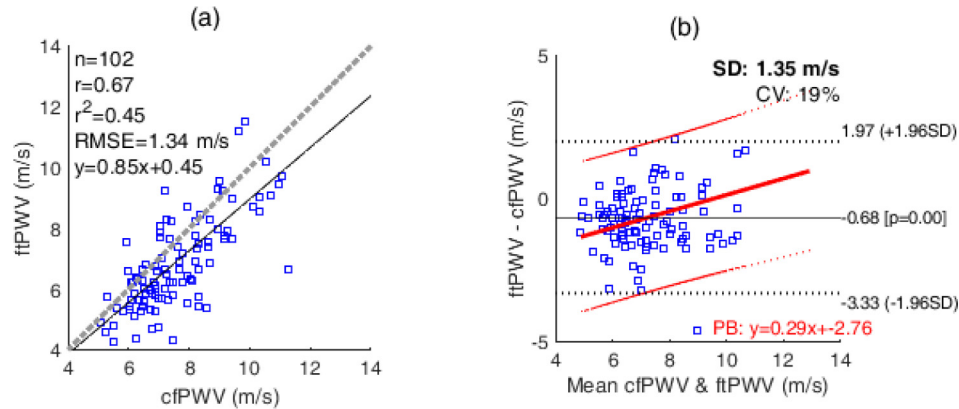 (a)
14
12
10
8
6
4
4 6 8 10 12 14
ftPWV (m/s)
cfPWV (m/s)
n=102
r=0.67
r²=0.45
RMSE=1.34 m/s
y=0.85x+0.45
(b)
5
0
-5
4 6 8 10 12 14
ftPWV - cfPWV (m/s)
Mean cfPWV & ftPWV (m/s)
SD: 1.35 m/s
CV: 19%
1.97 (+1.96SD)
-0.68 [p=0.00]
-3.33 (-1.96SD)
PB: y=0.29x+-2.76